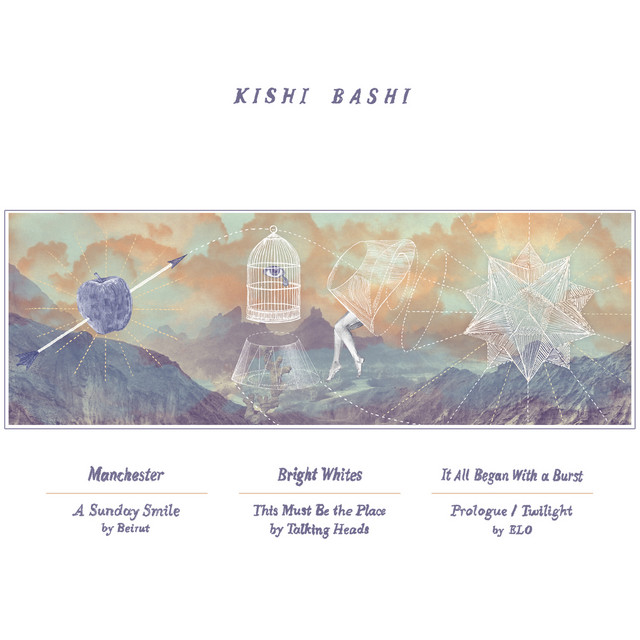 KISHI BASHI
Manchester
A Sunday Smile
by Beirut
Bright Whites
This Must Be the Place
by Talking Heads
It All Began With a Burst
Prologue / Twilight
by ELO